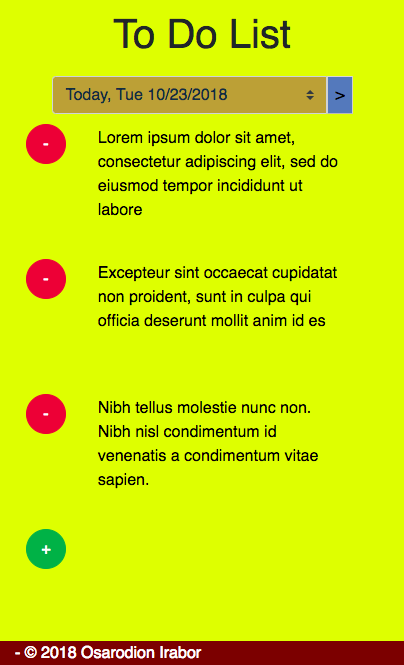 To Do List
Today, Tue 10/23/2018 >
- Lorem ipsum dolor sit amet,
consectetur adipiscing elit, sed do
eiusmod tempor incididunt ut
labore
- Excepteur sint occaecat cupidatat
non proident, sunt in culpa qui
officia deserunt mollit anim id es
- Nibh tellus molestie nunc non.
Nibh nisl condimentum id
venenatis a condimentum vitae
sapien.
+
- © 2018 Osarodion Irabor